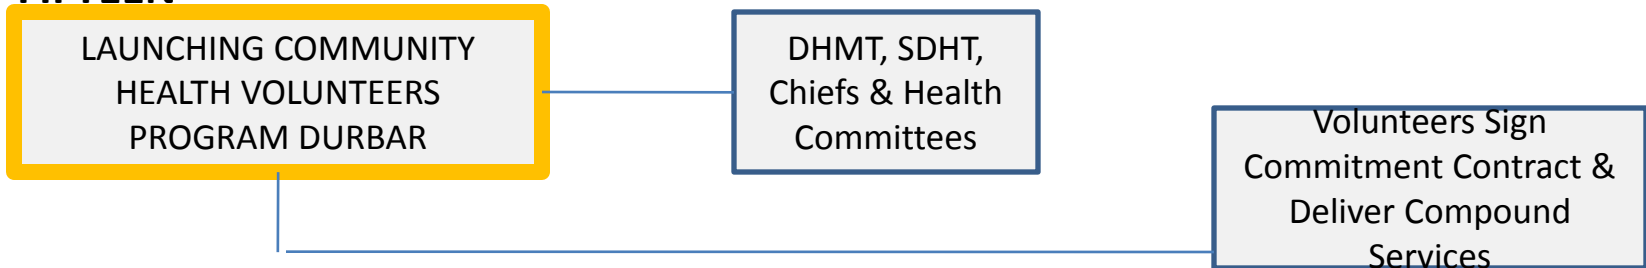 LAUNCHING COMMUNITY
HEALTH VOLUNTEERS
PROGRAM DURBAR
DHMT, SDHT,
Chiefs & Health
Committees
Volunteers Sign
Commitment Contract &
Deliver Compound
Services